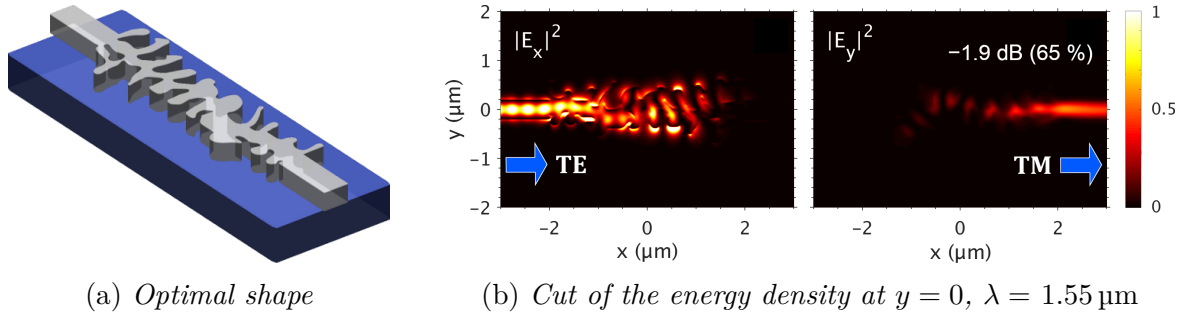 |E_x|^2
|E_y|^2
−1.9 dB (65 %)
2
1
0
-1
-2
y (μm)
TE
TM
-2
0
2
x (μm)
-2
0
2
x (μm)
1
0.5
0
(a) Optimal shape
(b) Cut of the energy density at y = 0, λ = 1.55 μm